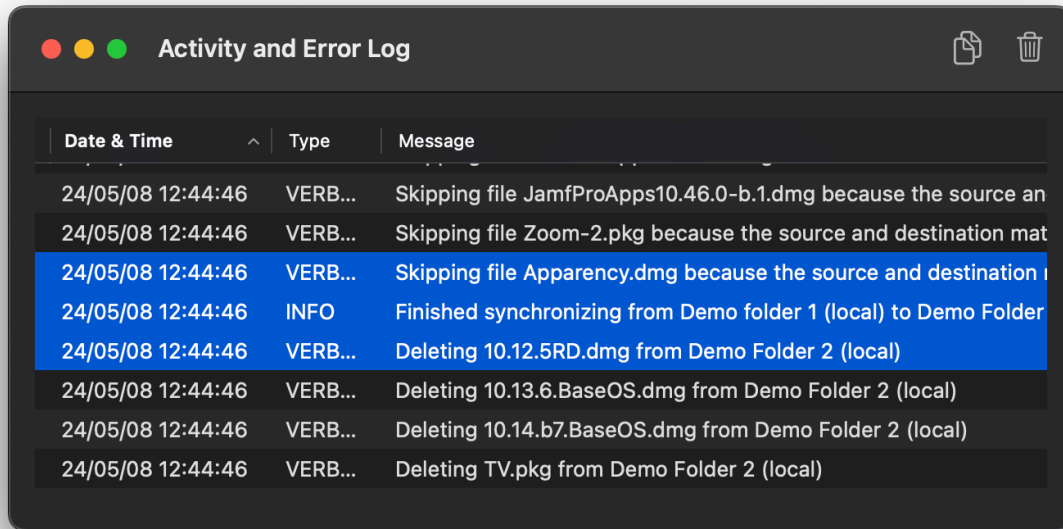 Activity and Error Log
Date & Time Type Message
24/05/08 12:44:46 VERB... Skipping file JamfProApps10.46.0-b.1.dmg because the source an
24/05/08 12:44:46 VERB... Skipping file Zoom-2.pkg because the source and destination mat
24/05/08 12:44:46 VERB... Skipping file Apparency.dmg because the source and destination
24/05/08 12:44:46 INFO Finished synchronizing from Demo folder 1 (local) to Demo Folder
24/05/08 12:44:46 VERB... Deleting 10.12.5RD.dmg from Demo Folder 2 (local)
24/05/08 12:44:46 VERB... Deleting 10.13.6.BaseOS.dmg from Demo Folder 2 (local)
24/05/08 12:44:46 VERB... Deleting 10.14.b7.BaseOS.dmg from Demo Folder 2 (local)
24/05/08 12:44:46 VERB... Deleting TV.pkg from Demo Folder 2 (local)